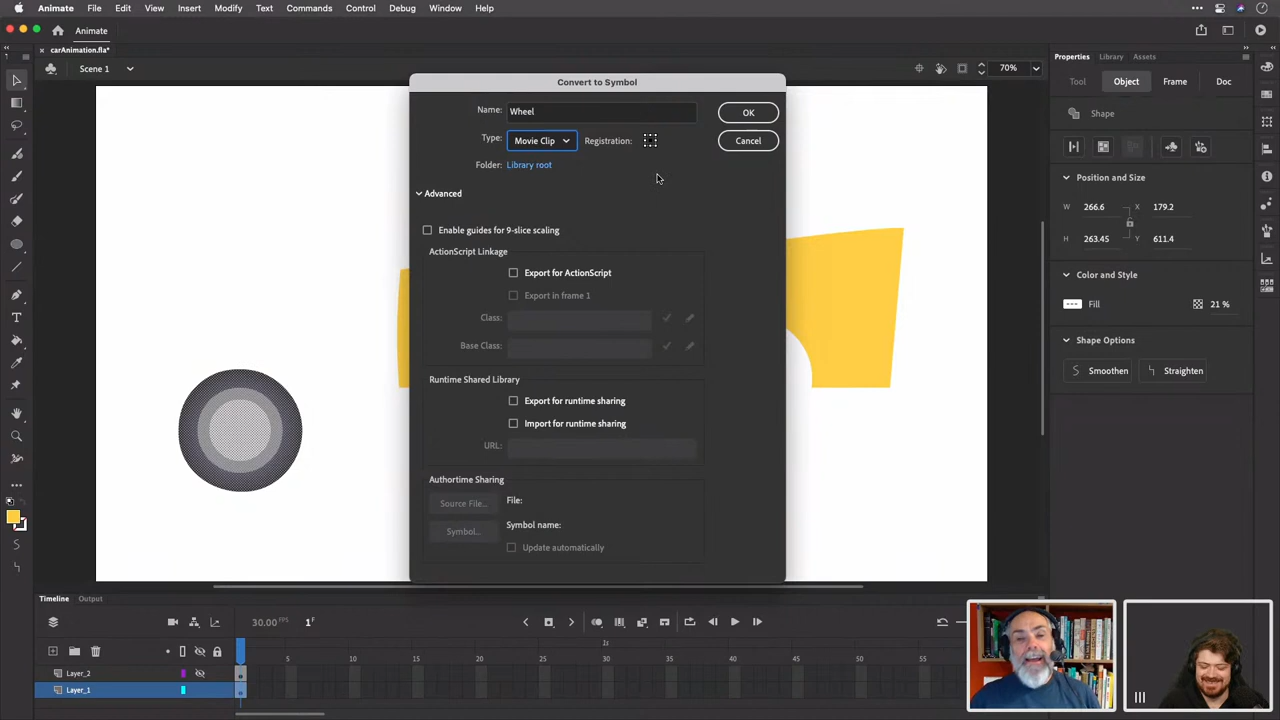 Animate File Edit View Insert Modify Text Commands Control Debug Window Help
Animate
carAnimation.fla*
Scene 1
70%
Convert to Symbol
Name: Wheel
OK
Type: Movie Clip
Registration:
Cancel
Folder: Library root
Advanced
Enable guides for 9-slice scaling
ActionScript Linkage
Export for ActionScript
Export in frame 1
Class:
Base Class:
Runtime Shared Library
Export for runtime sharing
Import for runtime sharing
URL:
Authortime Sharing
Source File...
File:
Symbol...
Symbol name:
Update automatically
Properties Library Assets
Tool Object Frame Doc
Shape
Position and Size
W 266.6 X 179.2
H 263.45 Y 611.4
Color and Style
Fill 21 %
Shape Options
Smoothen Straighten
Timeline Output
30.00 FPS 1 F
1s
5 10 15 20 25 30 35 40 45 50 55
Layer_2
Layer_1